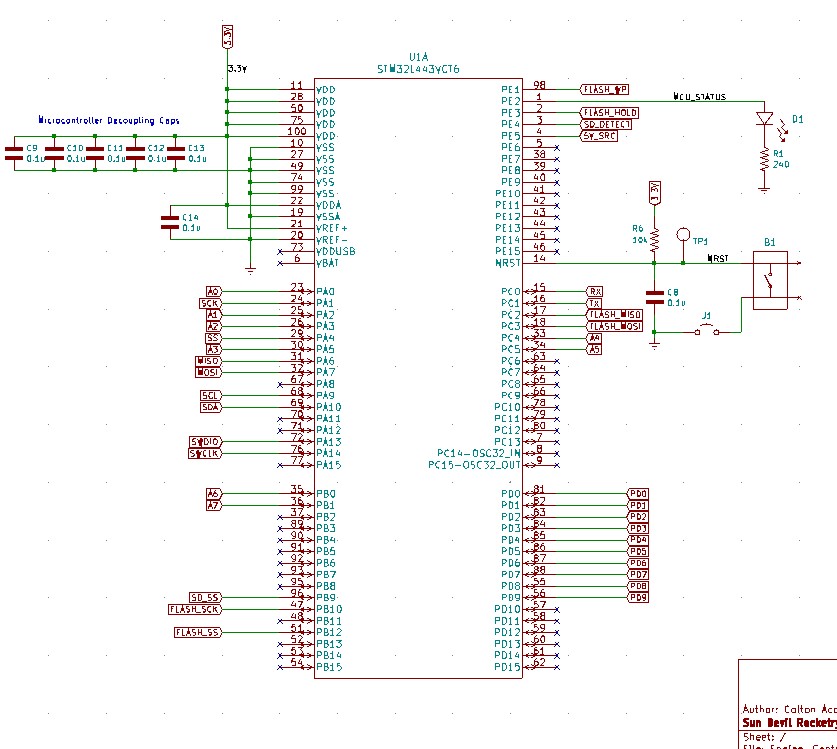 3.3V
3.3V
U1A
STM32L443VCT6
Microcontroller Decoupling Caps
C9
0.1u
C10
0.1u
C11
0.1u
C12
0.1u
C13
0.1u
C14
0.1u
11 VDD PE1 98 FLASH_WP
28 VDD PE2 1 MCU_STATUS
50 VDD PE3 2 FLASH_HOLD
75 VDD PE4 3 SD_DETECT
100 VDD PE5 4 5V_SRC
10 VSS PE6 5
27 VSS PE7 38
49 VSS PE8 39
74 VSS PE9 40
99 VSS PE10 41
22 VDDA PE11 42
19 VSSA PE12 43
21 VREF+ PE13 44
20 VREF- PE14 45
73 VDDUSB PE15 46
6 VBAT NRST 14 NRST
D1
R1
240
3.3V
R6
10k
TP1
B1
C8
0.1u
J1
A0 23 PA0 PC0 15 RX
SCK 24 PA1 PC1 16 TX
A1 25 PA2 PC2 17 FLASH_MISO
A2 26 PA3 PC3 18 FLASH_MOSI
SS 29 PA4 PC4 33 A4
A3 30 PA5 PC5 34 A5
MISO 31 PA6 PC6 63
MOSI 32 PA7 PC7 64
67 PA8 PC8 65
SCL 68 PA9 PC9 66
SDA 69 PA10 PC10 78
70 PA11 PC11 79
71 PA12 PC12 80
SWDIO 72 PA13 PC13 7
SWCLK 76 PA14 PC14-OSC32_IN 8
77 PA15 PC15-OSC32_OUT 9
A6 35 PB0 PD0 81 PD0
A7 36 PB1 PD1 82 PD1
37 PB2 PD2 83 PD2
89 PB3 PD3 84 PD3
90 PB4 PD4 85 PD4
91 PB5 PD5 86 PD5
92 PB6 PD6 87 PD6
93 PB7 PD7 88 PD7
95 PB8 PD8 55 PD8
SD_SS 96 PB9 PD9 56 PD9
FLASH_SCK 47 PB10 PD10 57
48 PB11 PD11 58
FLASH_SS 51 PB12 PD12 59
52 PB13 PD13 60
53 PB14 PD14 61
54 PB15 PD15 62
Author: Colton Acc
Sun Devil Rocketry
Sheet: /